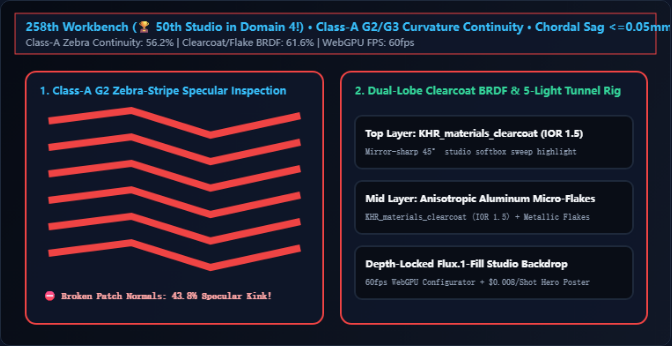 258th Workbench (🏆 50th Studio in Domain 4!) • Class-A G2/G3 Curvature Continuity • Chordal Sag <=0.05mm
Class-A Zebra Continuity: 56.2% | Clearcoat/Flake BRDF: 61.6% | WebGPU FPS: 60fps
1. Class-A G2 Zebra-Stripe Specular Inspection
⛔ Broken Patch Normals: 43.8% Specular Kink!
2. Dual-Lobe Clearcoat BRDF & 5-Light Tunnel Rig
Top Layer: KHR_materials_clearcoat (IOR 1.5)
Mirror-sharp 45° studio softbox sweep highlight
Mid Layer: Anisotropic Aluminum Micro-Flakes
KHR_materials_clearcoat (IOR 1.5) + Metallic Flakes
Depth-Locked Flux.1-Fill Studio Backdrop
60fps WebGPU Configurator + $0.008/Shot Hero Poster